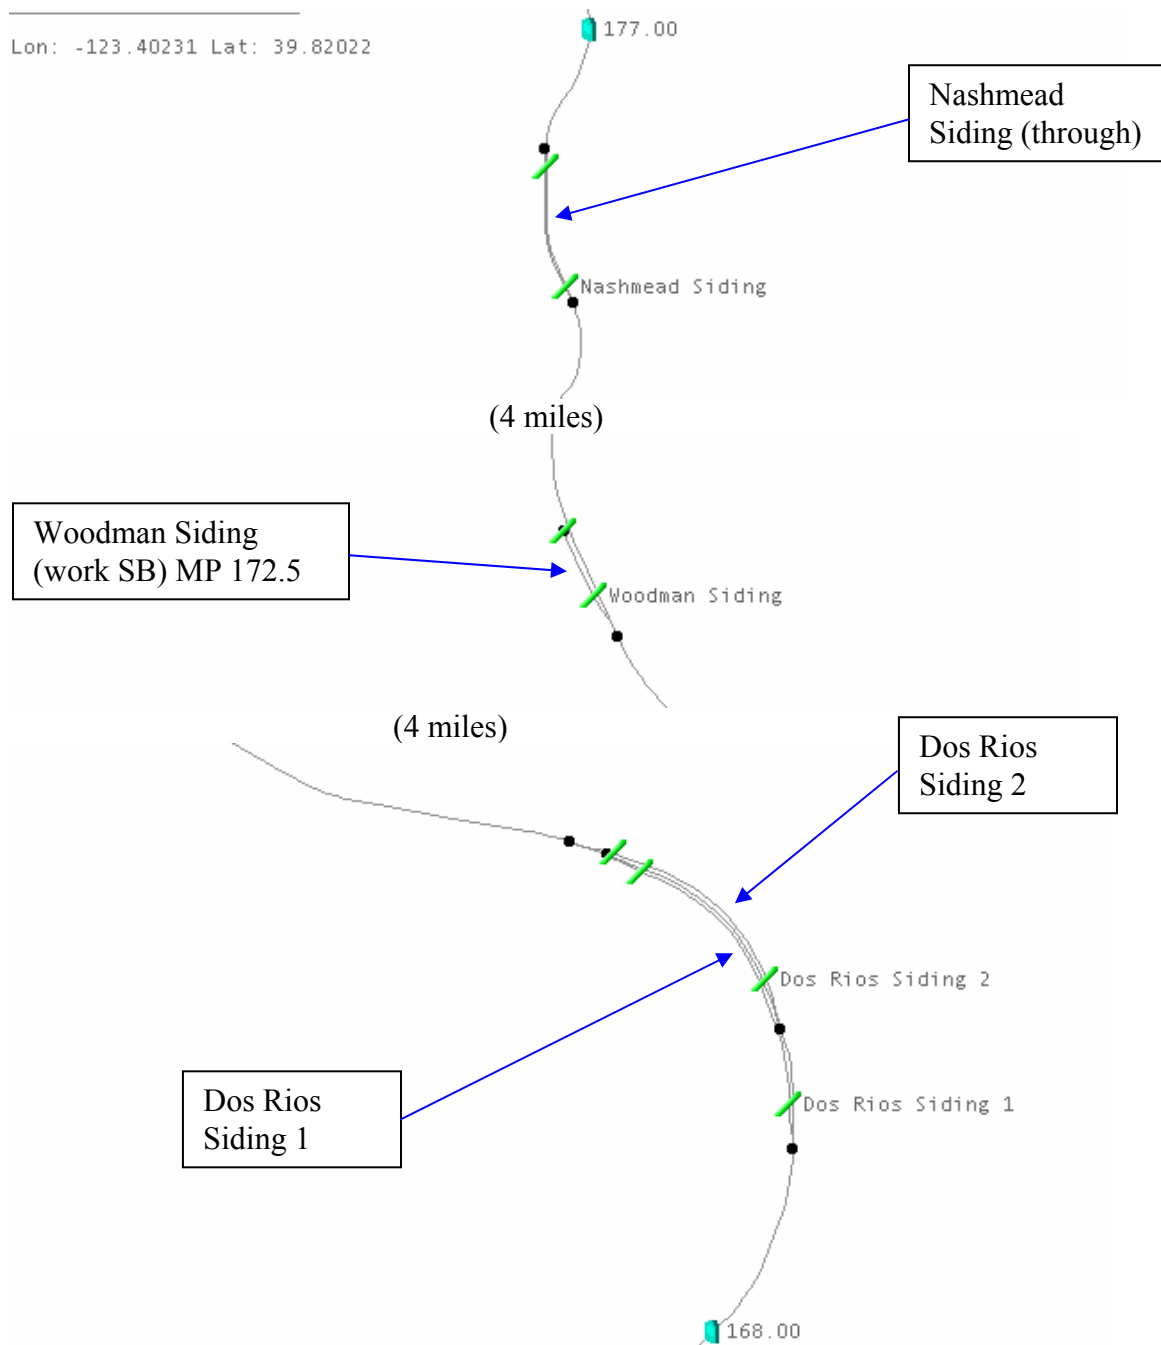 177.00
Lon: -123.40231 Lat: 39.82022
Nashmead
Siding (through)
Nashmead Siding
(4 miles)
Woodman Siding
(work SB) MP 172.5
Woodman Siding
(4 miles)
Dos Rios
Siding 2
Dos Rios Siding 2
Dos Rios
Siding 1
Dos Rios Siding 1
168.00